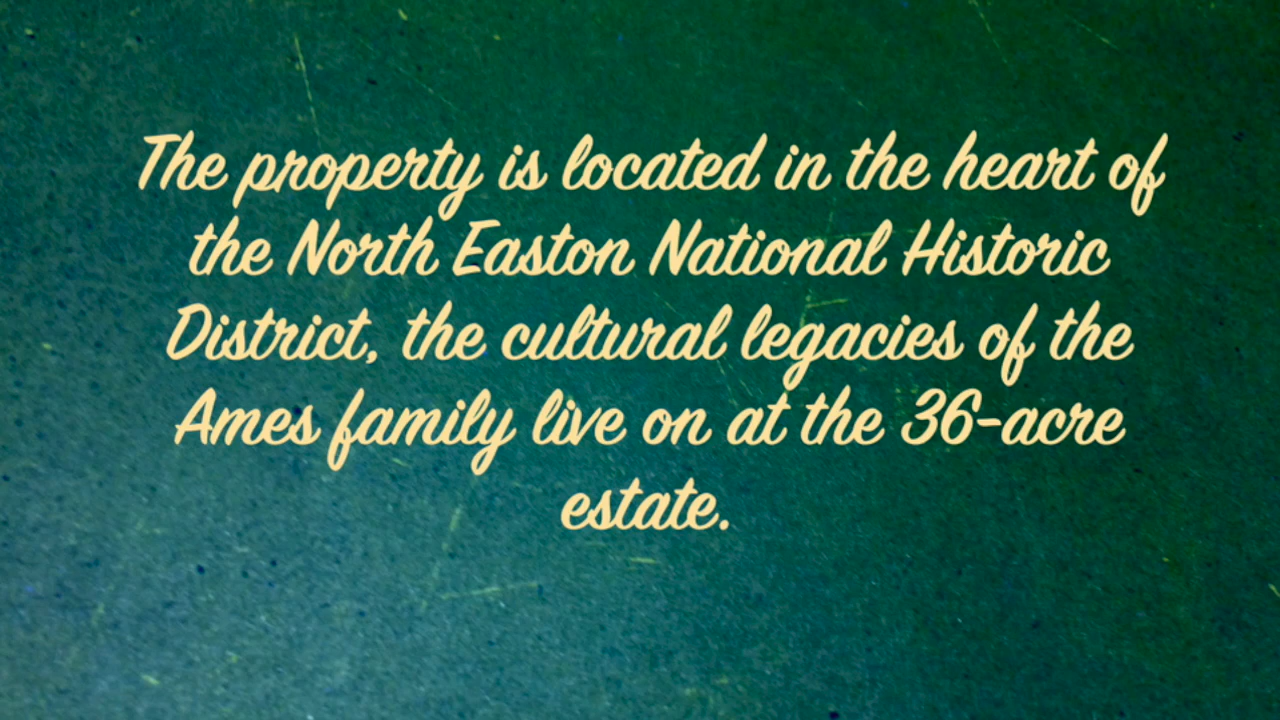 The property is located in the heart of
the North Easton National Historic
District, the cultural legacies of the
Ames family live on at the 36-acre
estate.